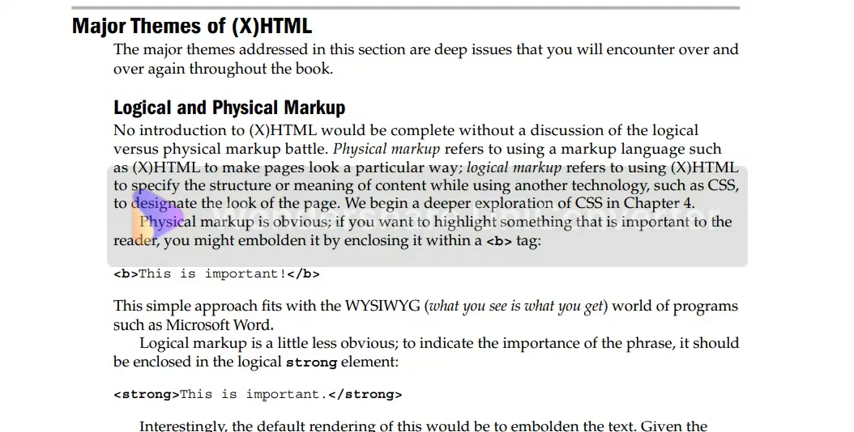 Major Themes of (X)HTML
The major themes addressed in this section are deep issues that you will encounter over and
over again throughout the book.
Logical and Physical Markup
No introduction to (X)HTML would be complete without a discussion of the logical
versus physical markup battle. Physical markup refers to using a markup language such
as (X)HTML to make pages look a particular way; logical markup refers to using (X)HTML
to specify the structure or meaning of content while using another technology, such as CSS,
to designate the look of the page. We begin a deeper exploration of CSS in Chapter 4.
Physical markup is obvious; if you want to highlight something that is important to the
reader, you might embolden it by enclosing it within a <b> tag:
<b>This is important!</b>
This simple approach fits with the WYSIWYG (what you see is what you get) world of programs
such as Microsoft Word.
Logical markup is a little less obvious; to indicate the importance of the phrase, it should
be enclosed in the logical strong element:
<strong>This is important.</strong>
Interestingly, the default rendering of this would be to embolden the text. Given the